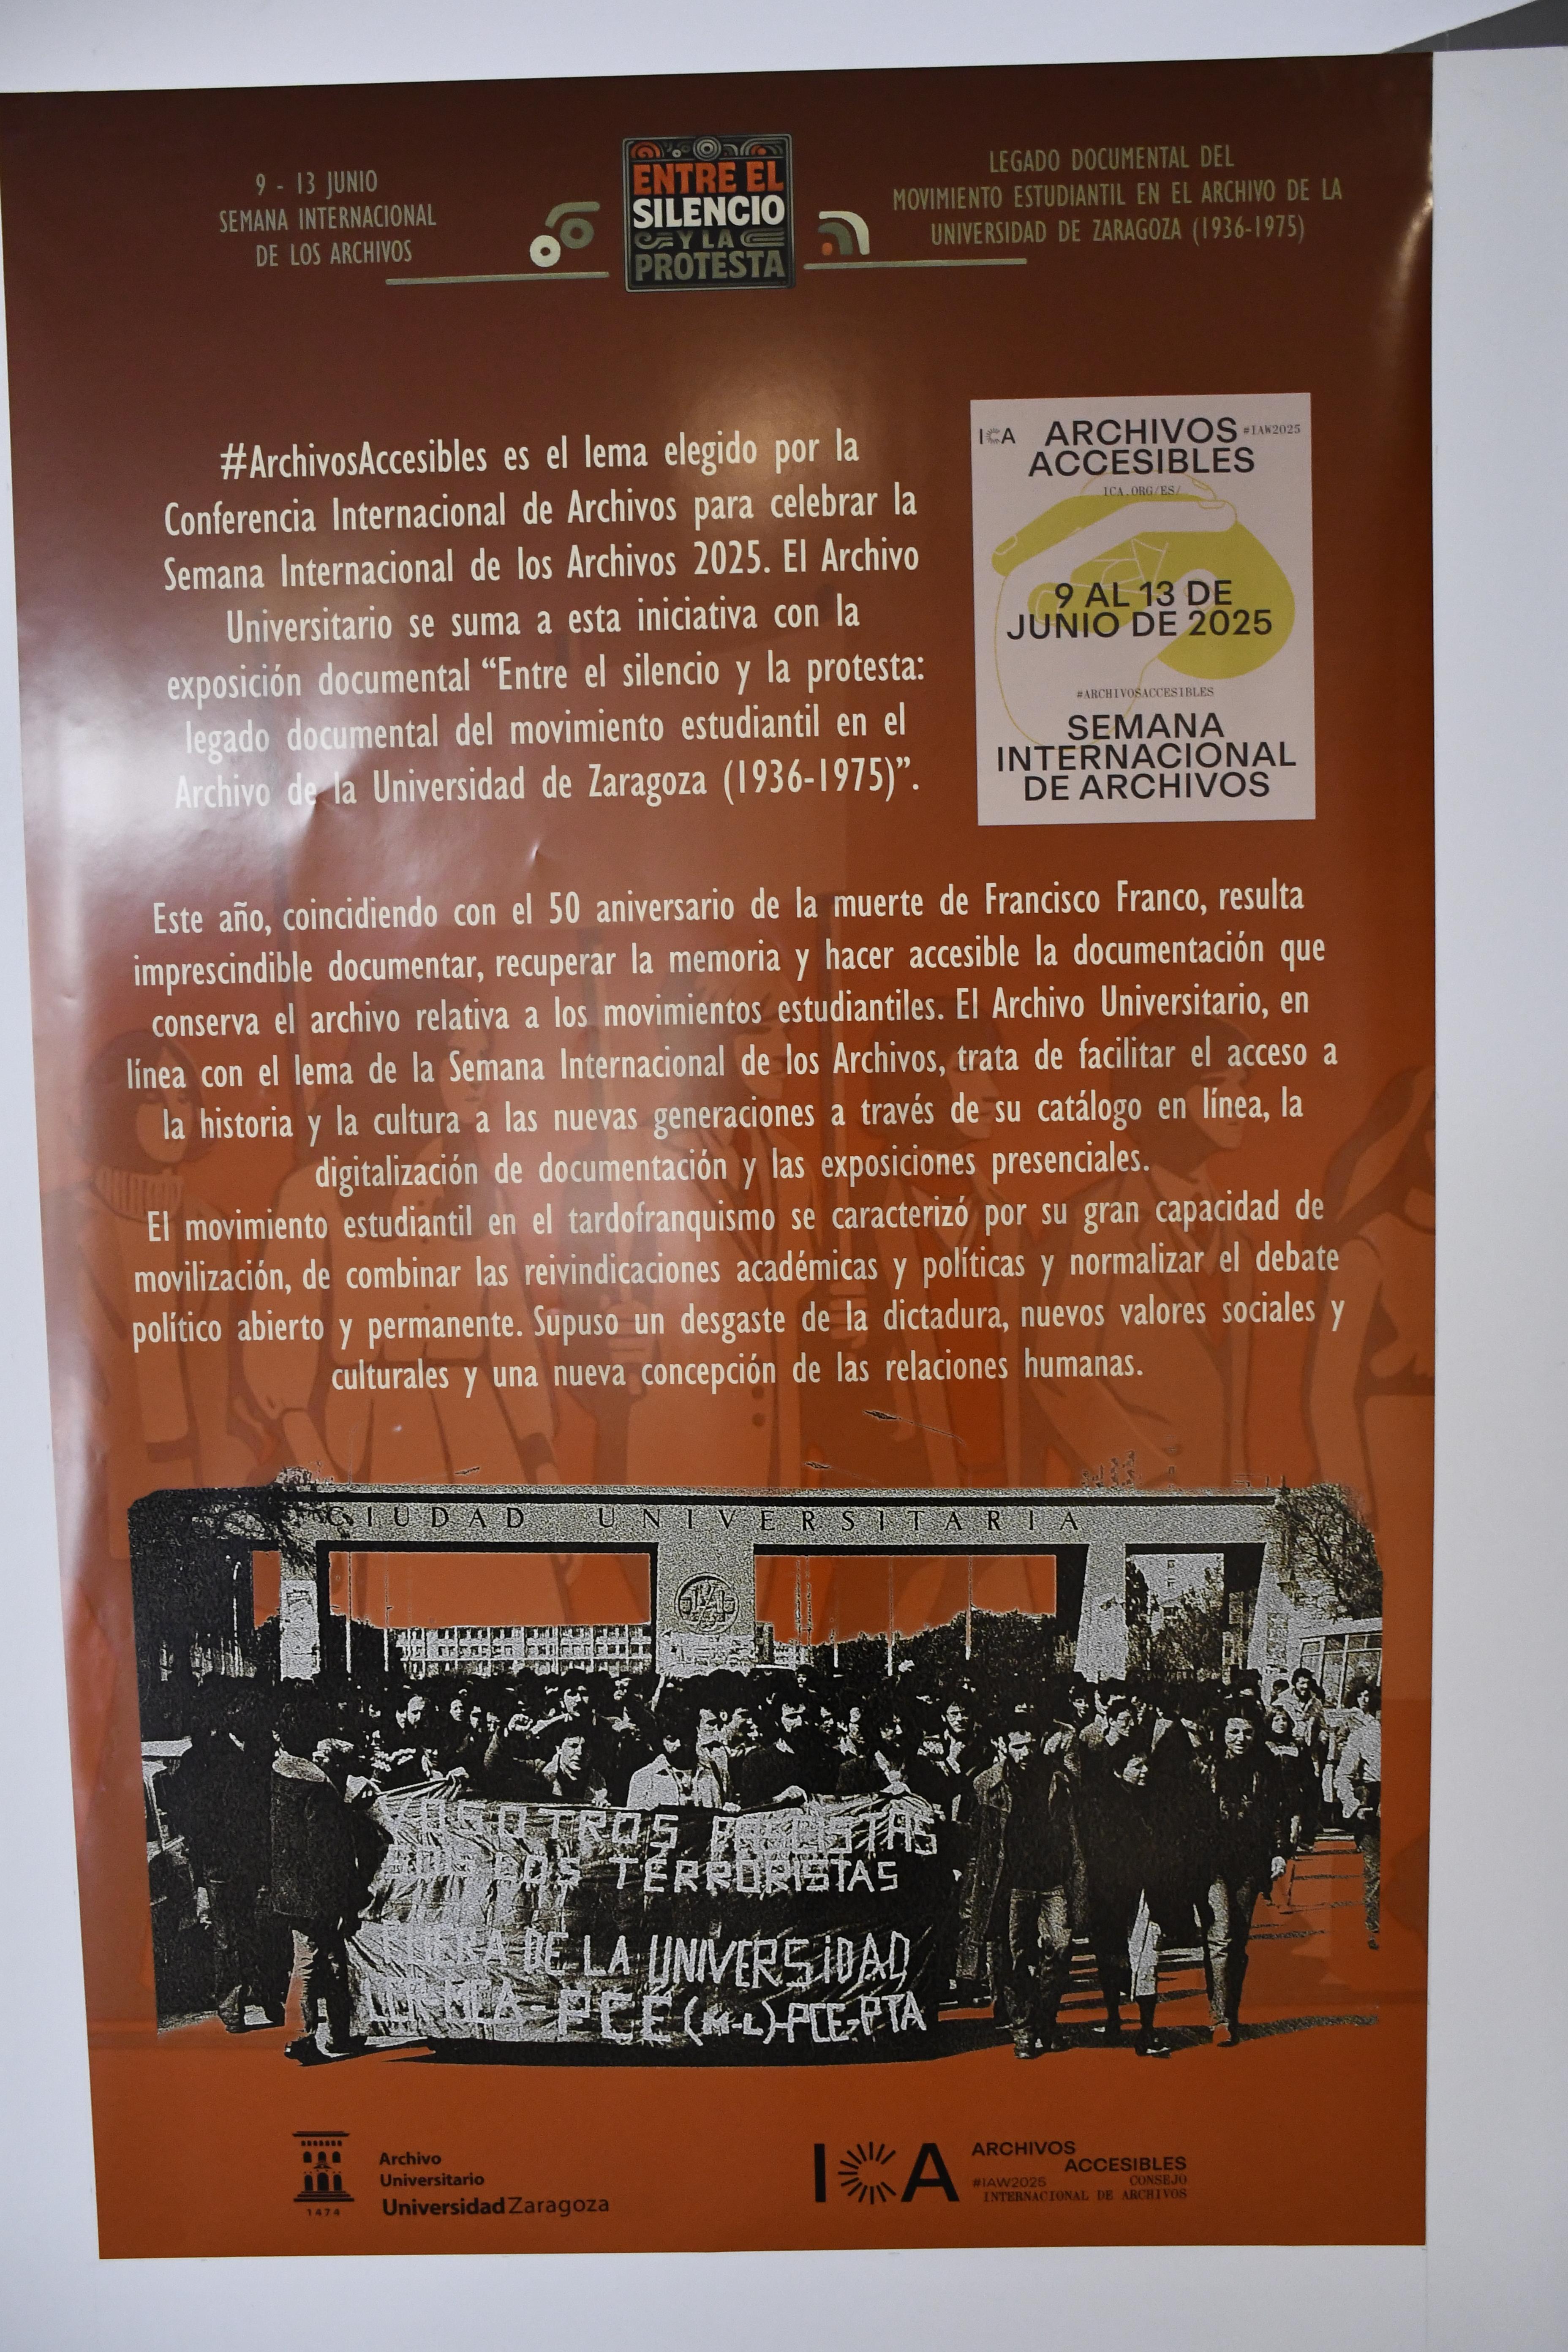 9 - 13 JUNIO
SEMANA INTERNACIONAL
DE LOS ARCHIVOS
ENTRE EL
SILENCIO
Y LA
PROTESTA
LEGADO DOCUMENTAL DEL
MOVIMIENTO ESTUDIANTIL EN EL ARCHIVO DE LA
UNIVERSIDAD DE ZARAGOZA (1936-1975)
#ArchivosAccesibles es el lema elegido por la
Conferencia Internacional de Archivos para celebrar la
Semana Internacional de los Archivos 2025. El Archivo
Universitario se suma a esta iniciativa con la
exposición documental “Entre el silencio y la protesta:
legado documental del movimiento estudiantil en el
Archivo de la Universidad de Zaragoza (1936-1975)”.
ICA
ARCHIVOS
#IAW2025
ACCESIBLES
ICA.ORG/ES/
9 AL 13 DE
JUNIO DE 2025
#ARCHIVOSACCESIBLES
SEMANA
INTERNACIONAL
DE ARCHIVOS
Este año, coincidiendo con el 50 aniversario de la muerte de Francisco Franco, resulta
imprescindible documentar, recuperar la memoria y hacer accesible la documentación que
conserva el archivo relativa a los movimientos estudiantiles. El Archivo Universitario, en
línea con el lema de la Semana Internacional de los Archivos, trata de facilitar el acceso a
la historia y la cultura a las nuevas generaciones a través de su catálogo en línea, la
digitalización de documentación y las exposiciones presenciales.
El movimiento estudiantil en el tardofranquismo se caracterizó por su gran capacidad de
movilización, de combinar las reivindicaciones académicas y políticas y normalizar el debate
político abierto y permanente. Supuso un desgaste de la dictadura, nuevos valores sociales y
culturales y una nueva concepción de las relaciones humanas.
CIUDAD UNIVERSITARIA
VOSOTROS FASCISTAS
SOIS LOS TERRORISTAS
FUERA DE LA UNIVERSIDAD
PCE (M-L)-PCE-PTA
1474
Archivo
Universitario
Universidad Zaragoza
ICA
ARCHIVOS
ACCESIBLES
#IAW2025 CONSEJO
INTERNACIONAL DE ARCHIVOS